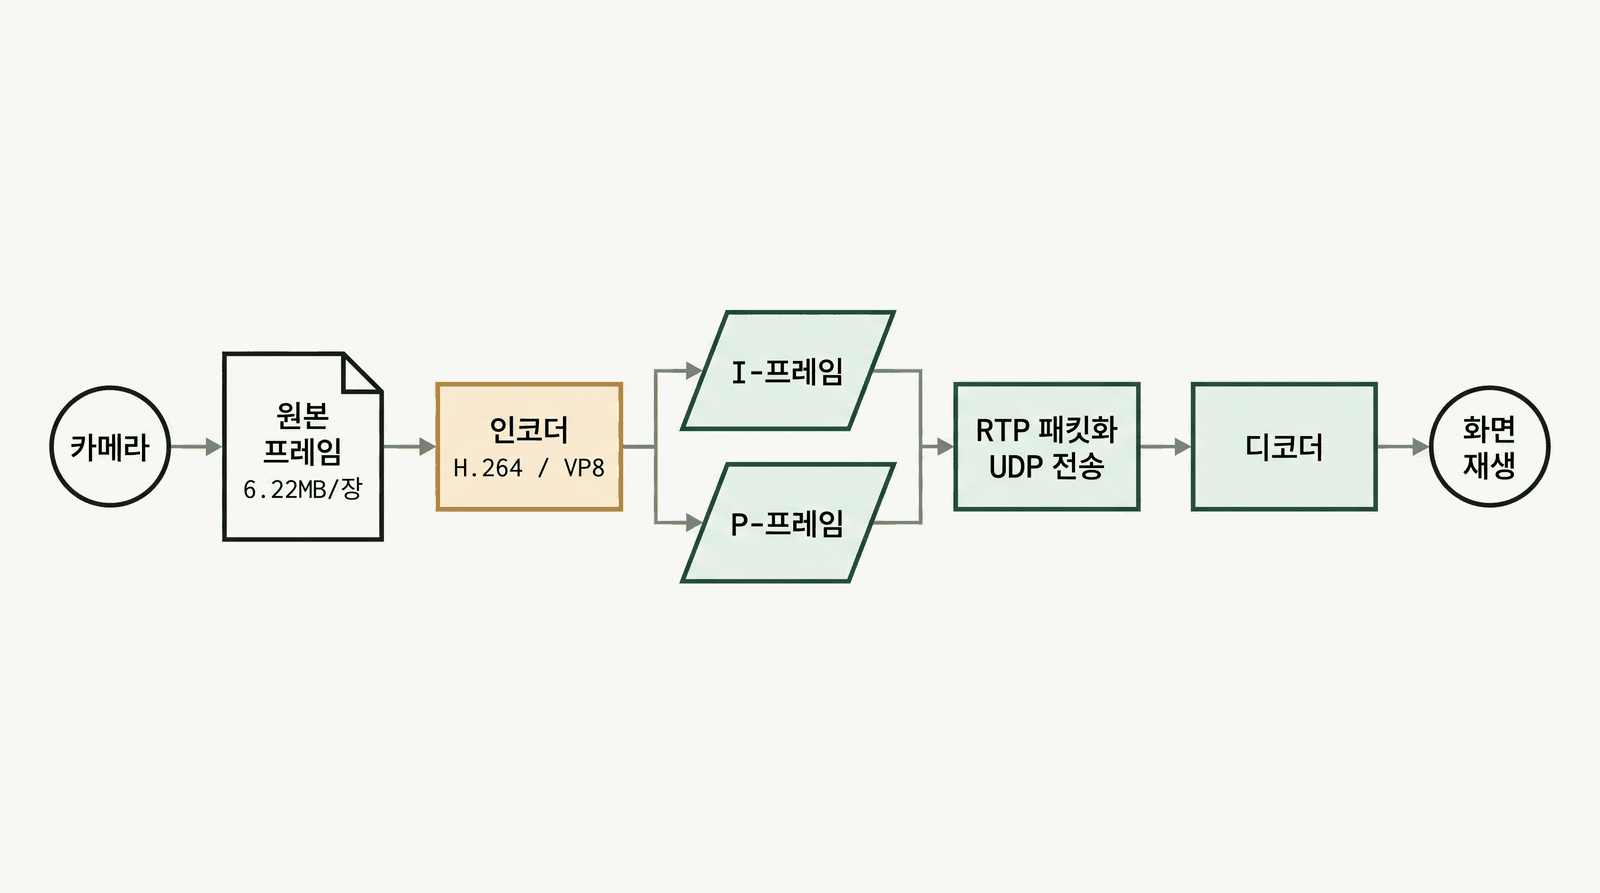 카메라
원본
프레임
6.22MB/장
인코더
H.264 / VP8
I-프레임
P-프레임
RTP 패킷화
UDP 전송
디코더
화면
재생